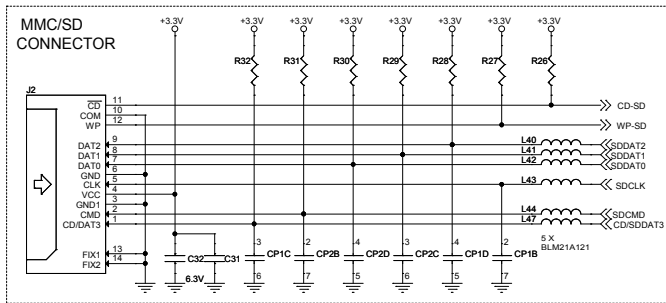 MMC/SD
CONNECTOR
+3.3V +3.3V +3.3V +3.3V +3.3V +3.3V +3.3V +3.3V
R32 R31 R30 R29 R28 R27 R26
J2
CD 11
COM 10
WP 12
DAT2 9
DAT1 8
DAT0 7
GND 6
CLK 5
VCC 4
GND1 3
CMD 2
CD/DAT3 1
FIX1 13
FIX2 14
CD-SD
WP-SD
L40 SDDAT2
L41 SDDAT1
L42 SDDAT0
L43 SDCLK
L44 SDCMD
L47 CD/SDDAT3
5 X
BLM21A121
3 2 4 3 4 2
C32 C31 CP1C CP2B CP2D CP2C CP1D CP1B
6.3V
6 7 5 6 5 7